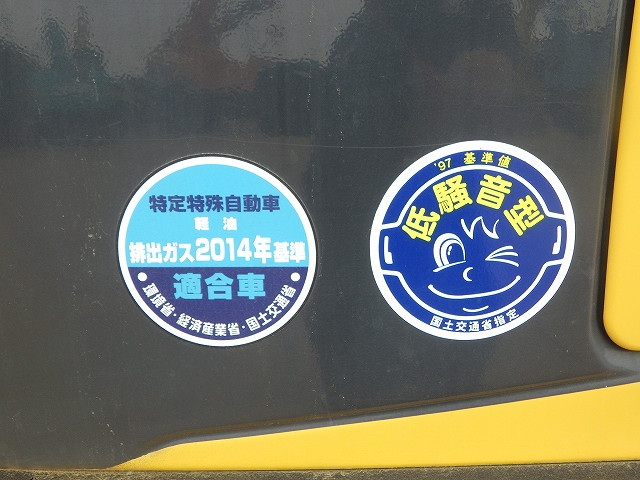 特定特殊自動車
軽油
排出ガス2014年基準
適合車
・環境省・経済産業省・国土交通省・
'97 基準値
低騒音型
国土交通省指定